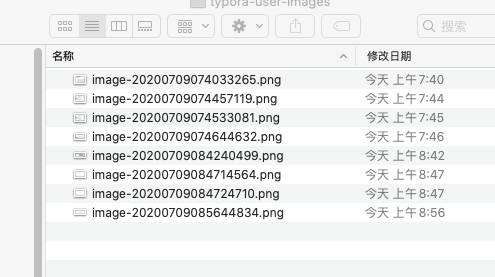 typora-user-images
搜索
名称 修改日期
image-20200709074033265.png 今天 上午7:40
image-20200709074457119.png 今天 上午7:44
image-20200709074533081.png 今天 上午7:45
image-20200709074644632.png 今天 上午7:46
image-20200709084240499.png 今天 上午8:42
image-20200709084714564.png 今天 上午8:47
image-20200709084724710.png 今天 上午8:47
image-20200709085644834.png 今天 上午8:56